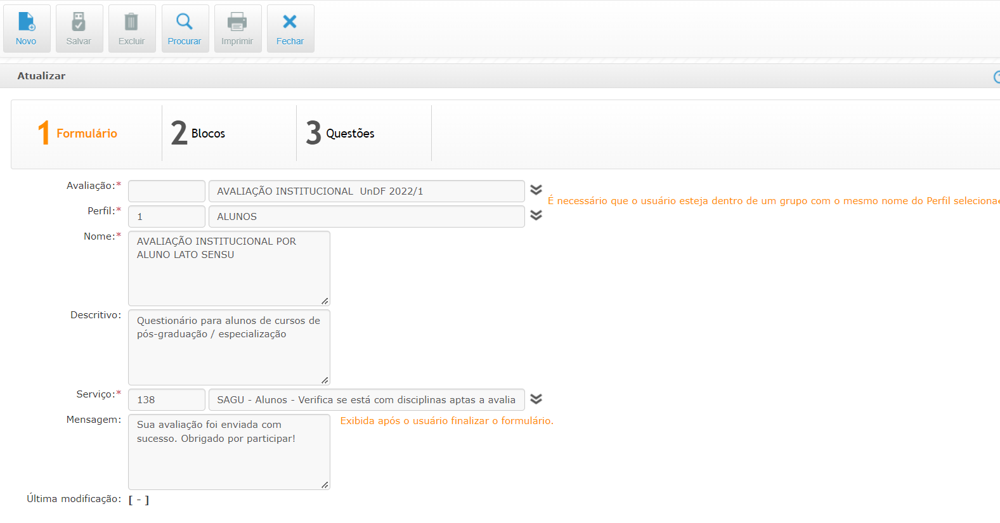 Novo
Salvar
Excluir
Procurar
Imprimir
Fechar
Atualizar
1 Formulário
2 Blocos
3 Questões
Avaliação:*
AVALIAÇÃO INSTITUCIONAL  UnDF 2022/1
É necessário que o usuário esteja dentro de um grupo com o mesmo nome do Perfil
Perfil:*
1
ALUNOS
Nome:*
AVALIAÇÃO INSTITUCIONAL POR
ALUNO LATO SENSU
Descritivo:
Questionário para alunos de cursos de
pós-graduação / especialização
Serviço:*
138
SAGU - Alunos - Verifica se está com disciplinas aptas a avalia
Mensagem:
Sua avaliação foi enviada com
sucesso. Obrigado por participar!
Exibida após o usuário finalizar o formulário.
Última modificação:
[ - ]